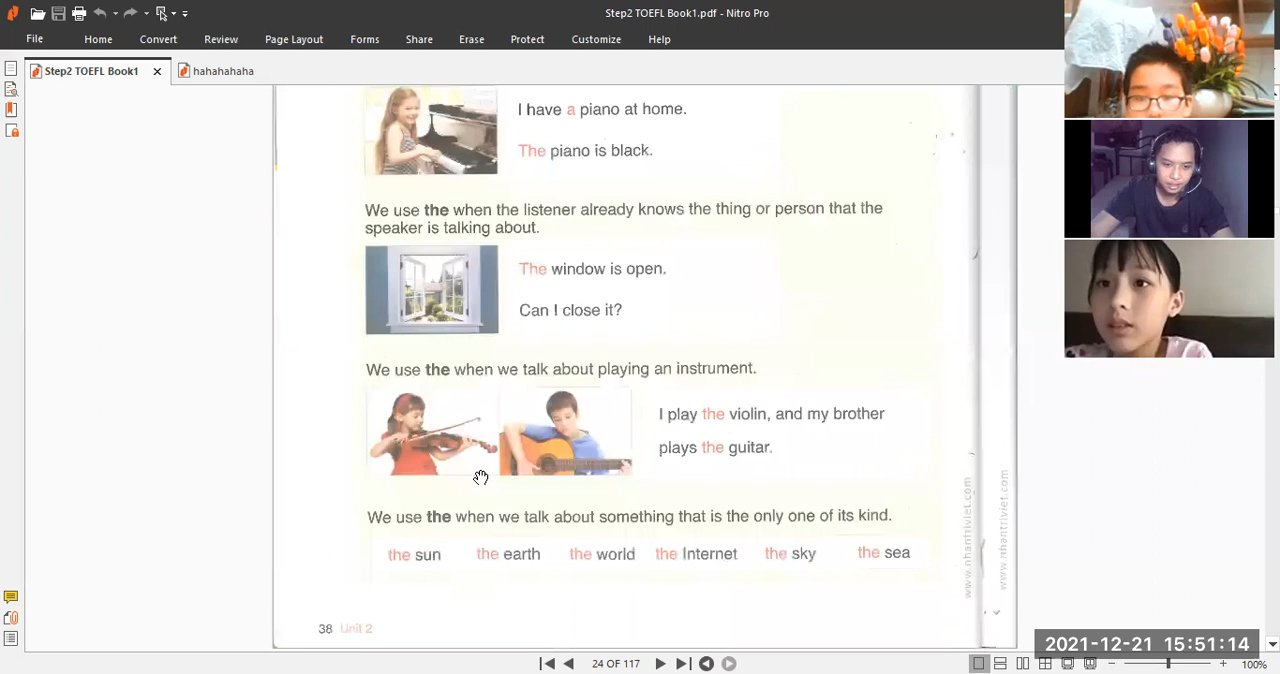 Step2 TOEFL Book1.pdf - Nitro Pro
File Home Convert Review Page Layout Forms Share Erase Protect Customize Help
Step2 TOEFL Book1 hahahahaha
I have a piano at home.
The piano is black.
We use the when the listener already knows the thing or person that the
speaker is talking about.
The window is open.
Can I close it?
We use the when we talk about playing an instrument.
I play the violin, and my brother
plays the guitar.
We use the when we talk about something that is the only one of its kind.
the sun the earth the world the Internet the sky the sea
www.nhantriviet.com
www.nhantriviet.com
38 Unit 2
2021-12-21 15:51:14
24 OF 117
100%